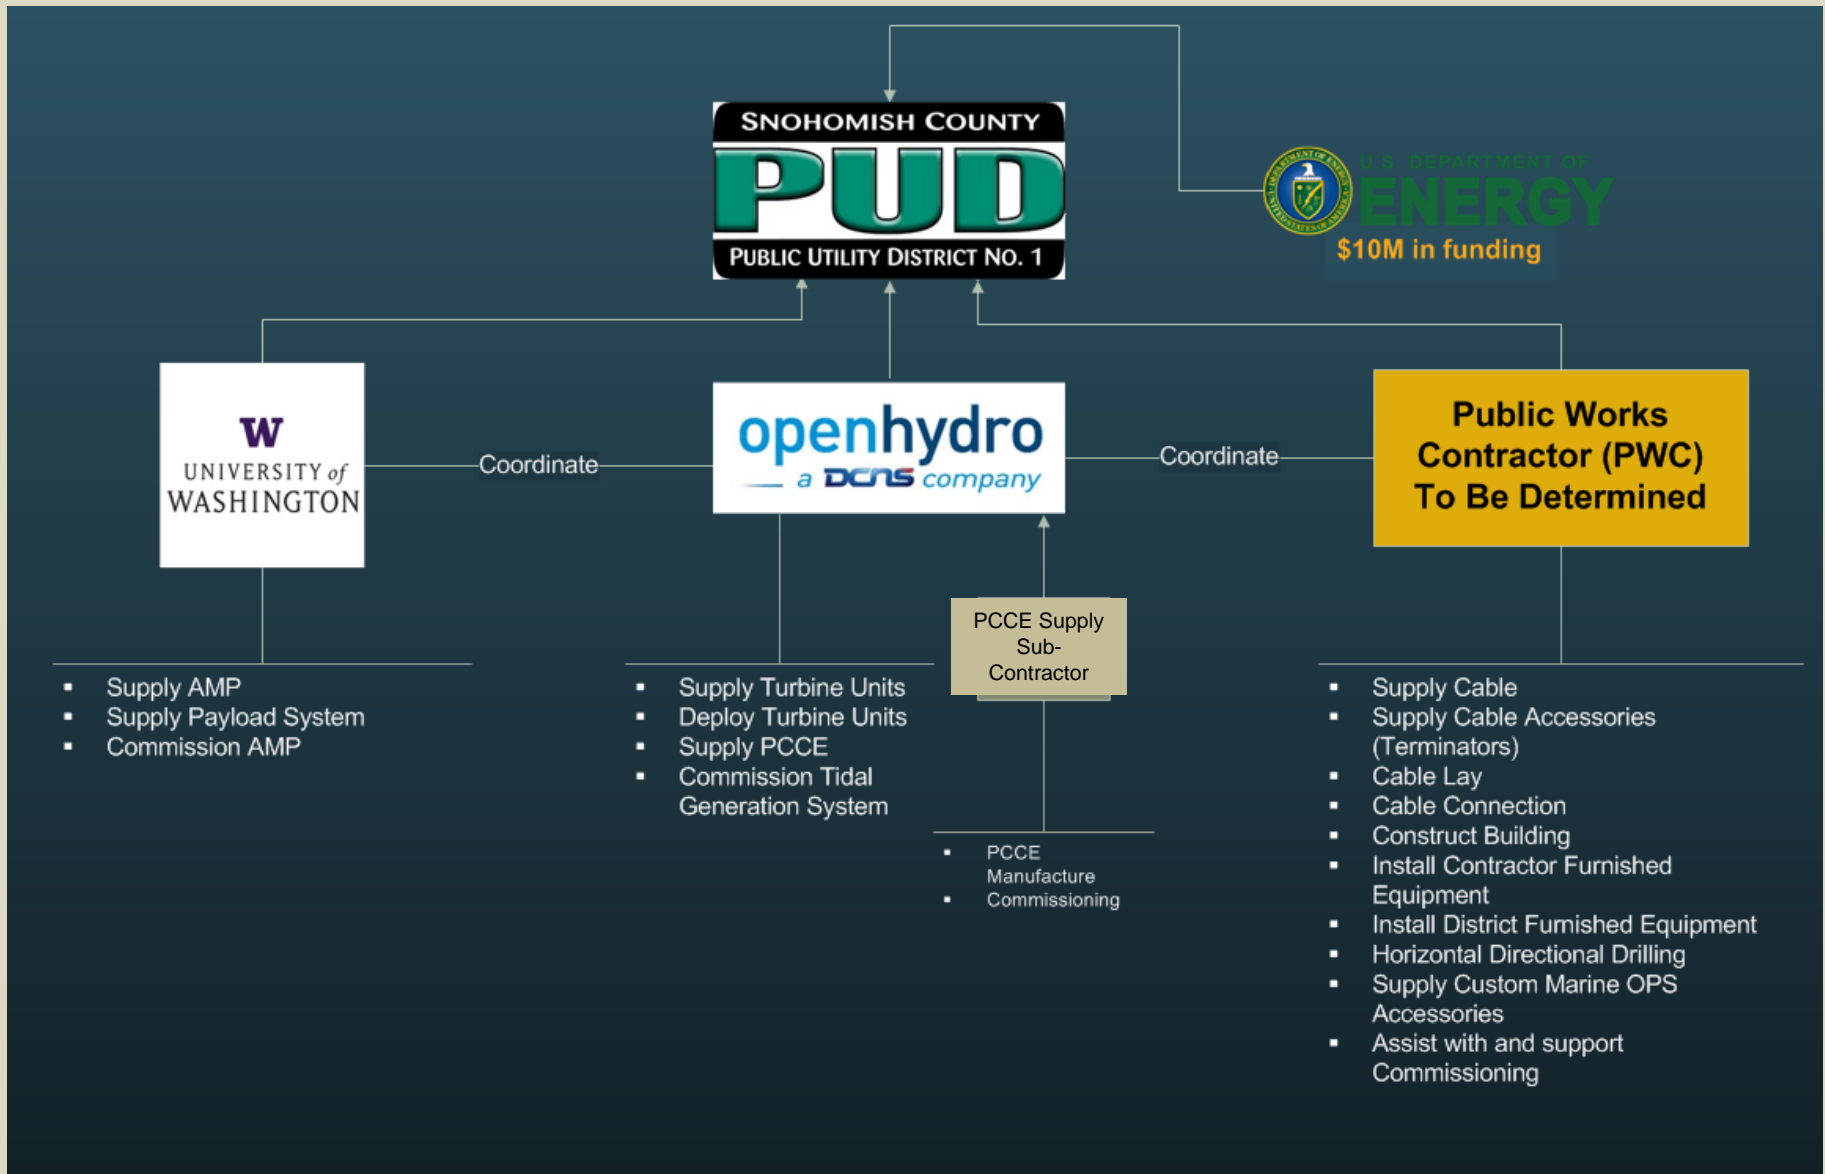 SNOHOMISH COUNTY
PUD
PUBLIC UTILITY DISTRICT NO. 1
U.S. DEPARTMENT OF
ENERGY
$10M in funding
W
UNIVERSITY of
WASHINGTON
Coordinate
openhydro
a DCNS company
Coordinate
Public Works
Contractor (PWC)
To Be Determined
PCCE Supply
Sub-
Contractor
▪ Supply AMP
▪ Supply Payload System
▪ Commission AMP
▪ Supply Turbine Units
▪ Deploy Turbine Units
▪ Supply PCCE
▪ Commission Tidal
Generation System
▪ PCCE
Manufacture
▪ Commissioning
▪ Supply Cable
▪ Supply Cable Accessories
(Terminators)
▪ Cable Lay
▪ Cable Connection
▪ Construct Building
▪ Install Contractor Furnished
Equipment
▪ Install District Furnished Equipment
▪ Horizontal Directional Drilling
▪ Supply Custom Marine OPS
Accessories
▪ Assist with and support
Commissioning